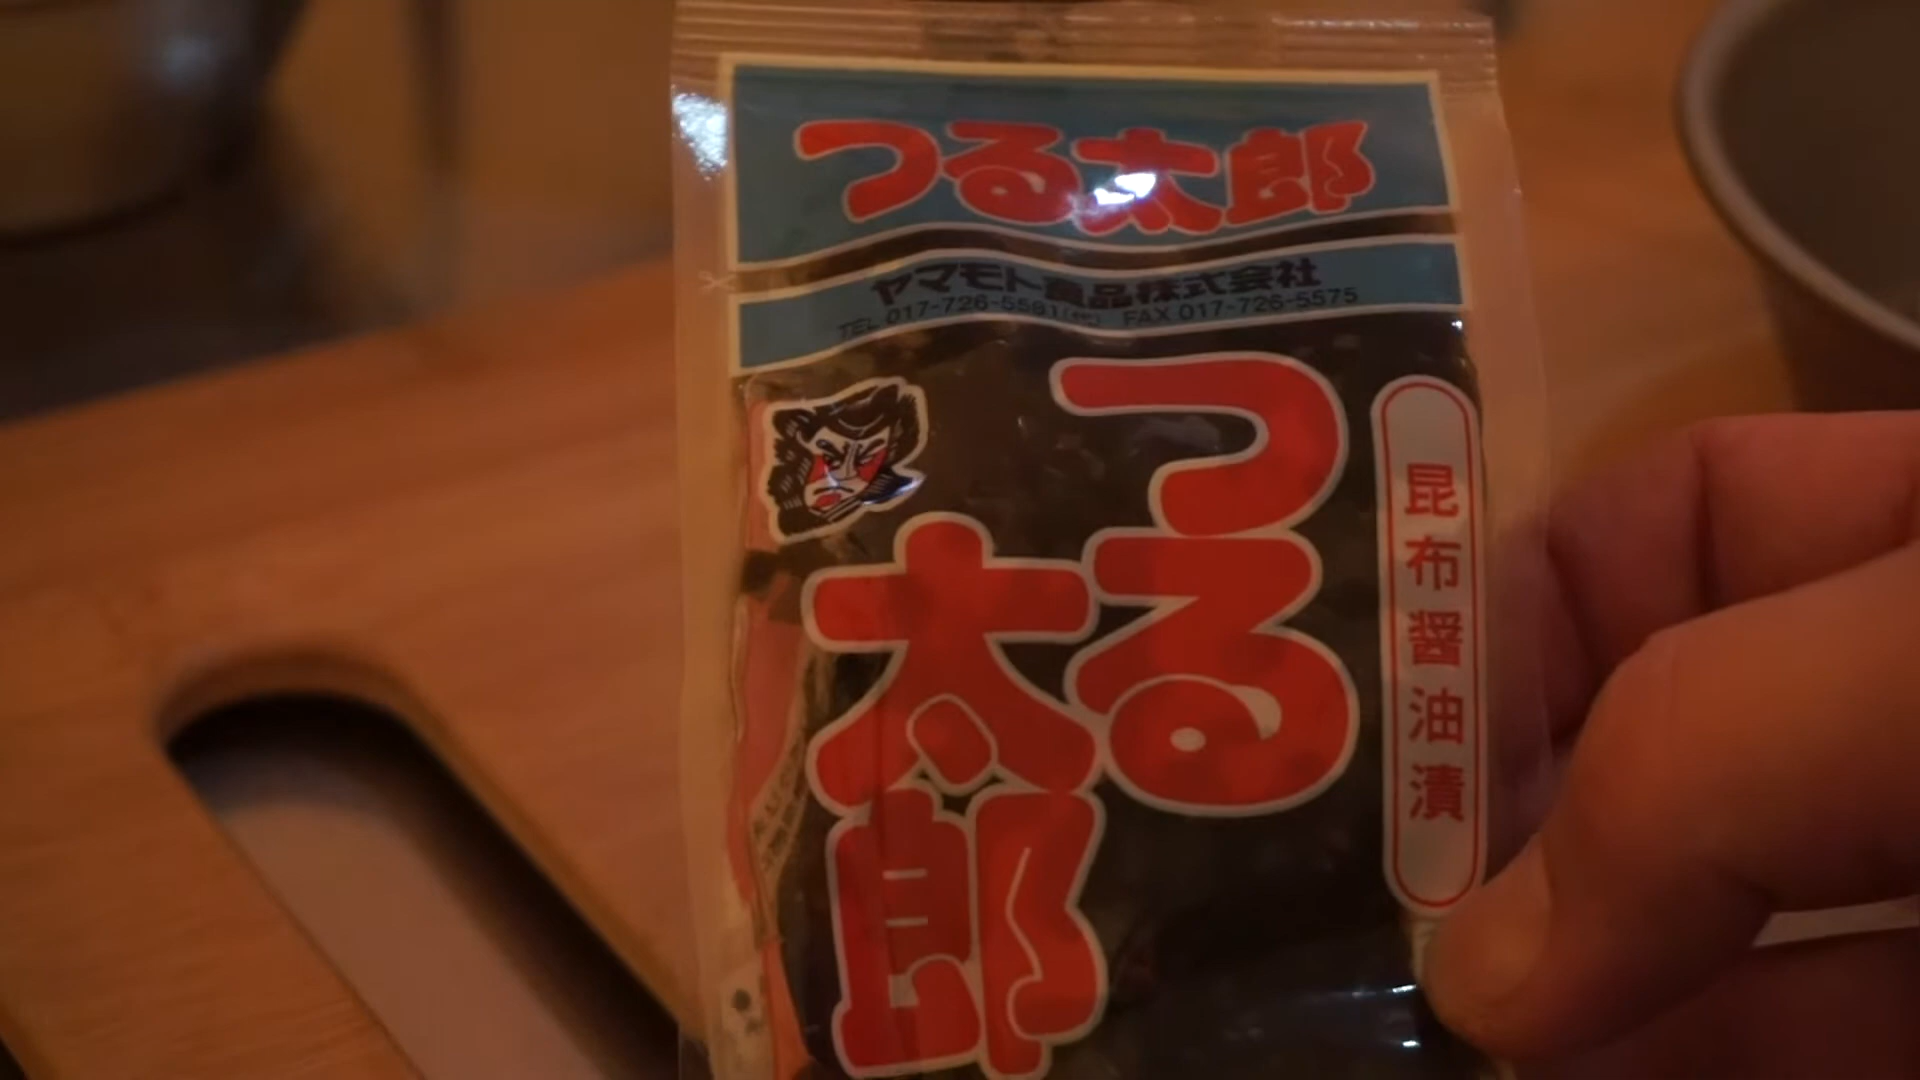 つる太郎
ヤマモト食品株式会社
TEL 017-726-5581(代) FAX 017-726-5575
つる
太郎
昆布醤油漬